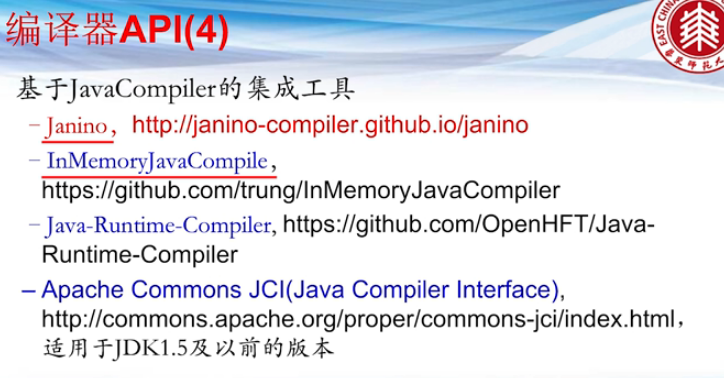 编译器API(4)
基于JavaCompiler的集成工具
–Janino，http://janino-compiler.github.io/janino
–InMemoryJavaCompile,
https://github.com/trung/InMemoryJavaCompiler
–Java-Runtime-Compiler, https://github.com/OpenHFT/Java-
Runtime-Compiler
–Apache Commons JCI(Java Compiler Interface),
http://commons.apache.org/proper/commons-jci/index.html，
适用于JDK1.5及以前的版本
EAST CHIN